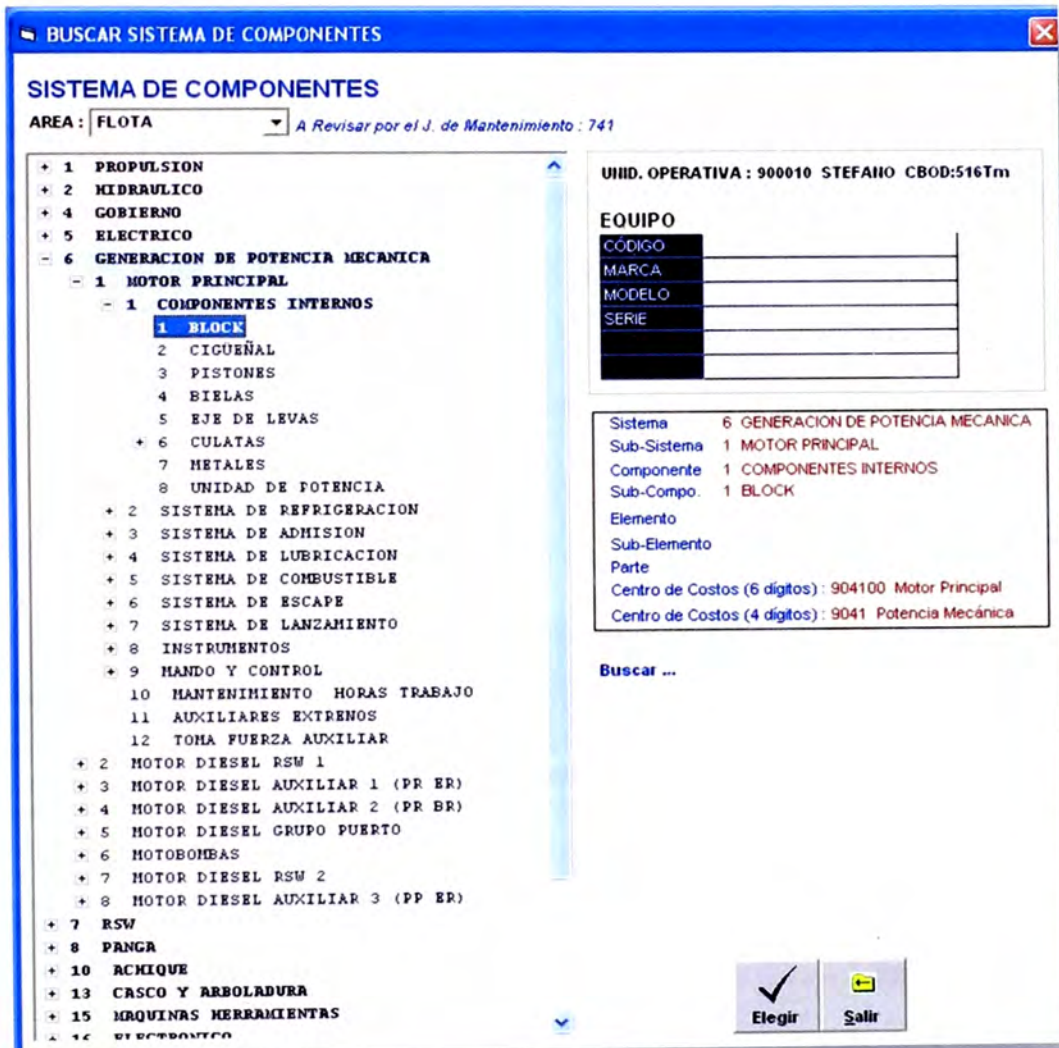 BUSCAR SISTEMA DE COMPONENTES
SISTEMA DE COMPONENTES
AREA : FLOTA A Revisar por el J. de Mantenimiento : 741
+ 1 PROPULSION
+ 2 HIDRAULICO
+ 4 GOBIERNO
+ 5 ELECTRICO
- 6 GENERACION DE POTENCIA MECANICA
- 1 MOTOR PRINCIPAL
- 1 COMPONENTES INTERNOS
1 BLOCK
2 CIGUEÑAL
3 PISTONES
4 BIELAS
5 EJE DE LEVAS
+ 6 CULATAS
7 METALES
8 UNIDAD DE POTENCIA
+ 2 SISTEMA DE REFRIGERACION
+ 3 SISTEMA DE ADMISION
+ 4 SISTEMA DE LUBRICACION
+ 5 SISTEMA DE COMBUSTIBLE
+ 6 SISTEMA DE ESCAPE
+ 7 SISTEMA DE LANZAMIENTO
+ 8 INSTRUMENTOS
+ 9 MANDO Y CONTROL
10 MANTENIMIENTO HORAS TRABAJO
11 AUXILIARES EXTRENOS
12 TOMA FUERZA AUXILIAR
+ 2 MOTOR DIESEL RSW 1
+ 3 MOTOR DIESEL AUXILIAR 1 (PR ER)
+ 4 MOTOR DIESEL AUXILIAR 2 (PR BR)
+ 5 MOTOR DIESEL GRUPO PUERTO
+ 6 MOTOBOMBAS
+ 7 MOTOR DIESEL RSW 2
+ 8 MOTOR DIESEL AUXILIAR 3 (PP ER)
+ 7 RSW
+ 8 PANGA
+ 10 ACHIQUE
+ 13 CASCO Y ARBOLADURA
+ 15 MAQUINAS HERRAMIENTAS
+ 16 ELECTRONICO
UNID. OPERATIVA : 900010 STEFANO CBOD:516Tm
EQUIPO
CÓDIGO
MARCA
MODELO
SERIE
Sistema 6 GENERACION DE POTENCIA MECANICA
Sub-Sistema 1 MOTOR PRINCIPAL
Componente 1 COMPONENTES INTERNOS
Sub-Compo. 1 BLOCK
Elemento
Sub-Elemento
Parte
Centro de Costos (6 dígitos) : 904100 Motor Principal
Centro de Costos (4 dígitos) : 9041 Potencia Mecánica
Buscar ...
Elegir Salir